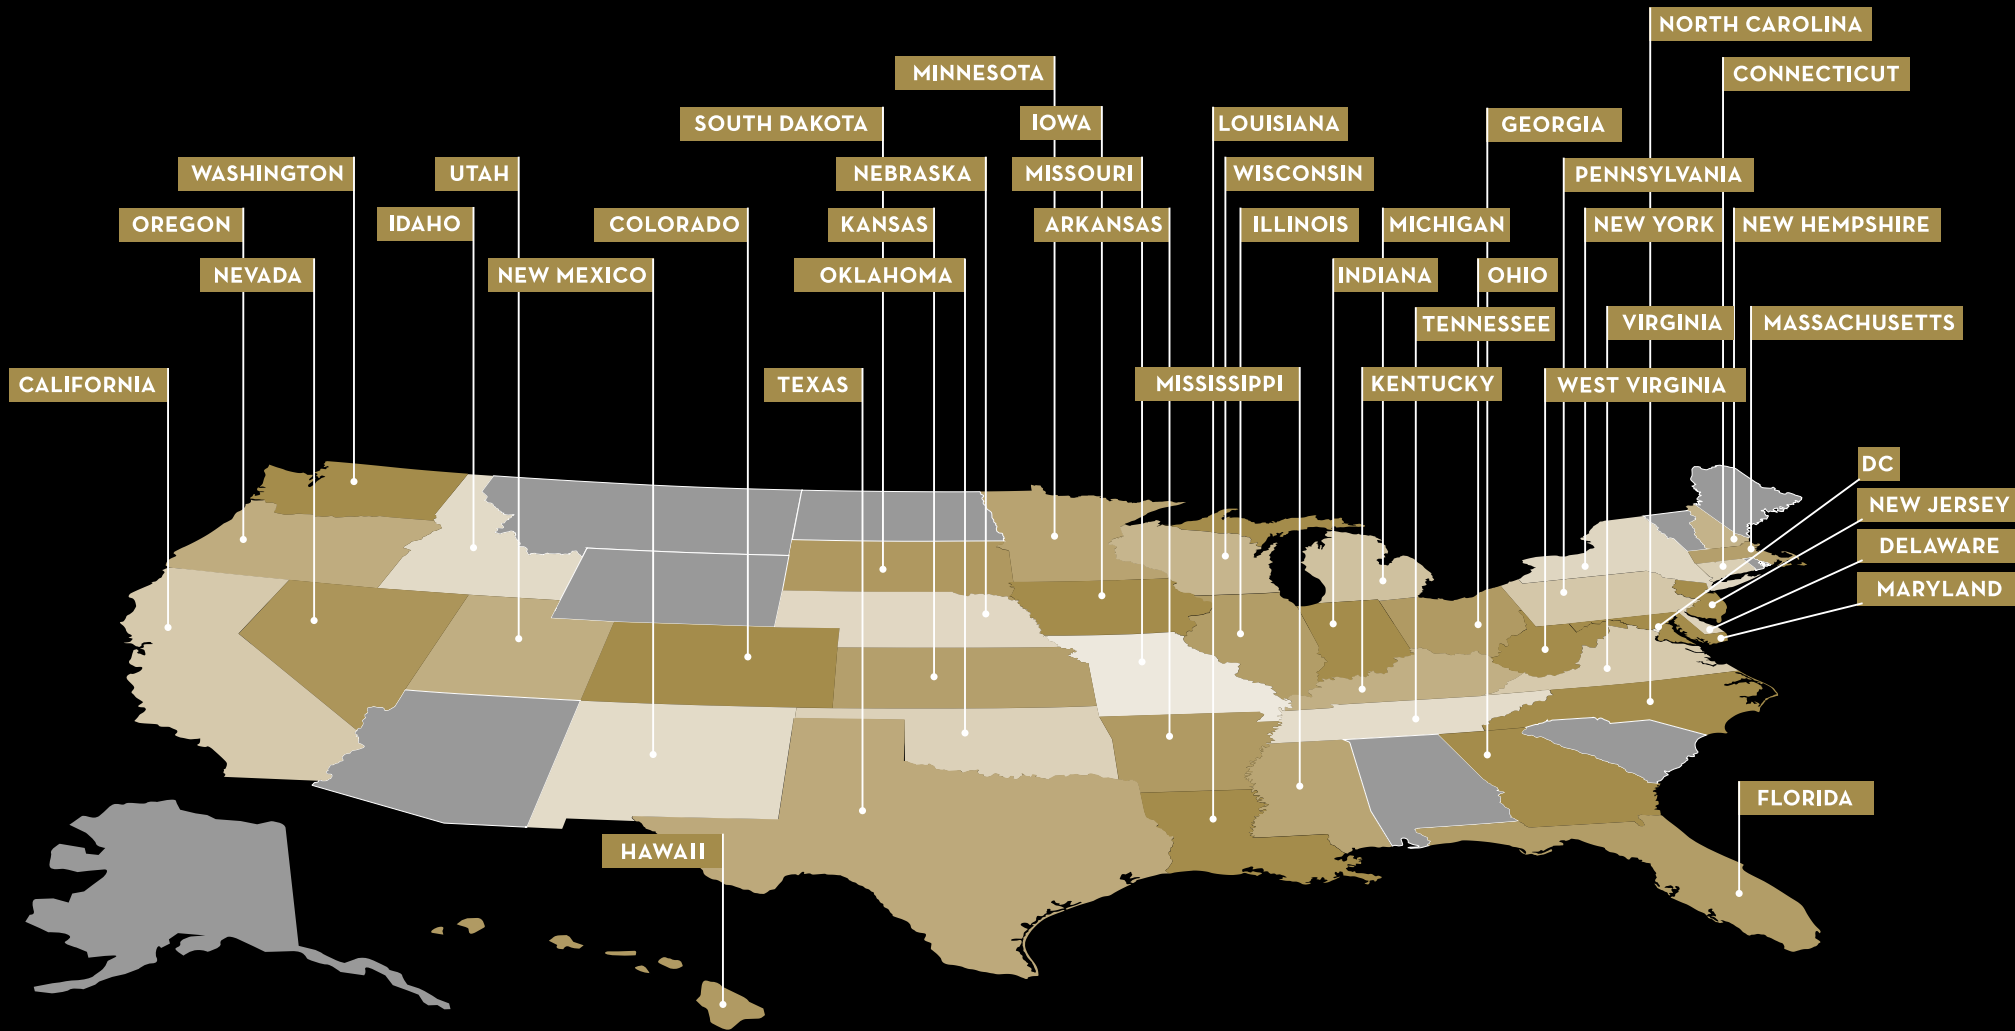 NORTH CAROLINA
MINNESOTA
CONNECTICUT
SOUTH DAKOTA
IOWA
LOUISIANA
GEORGIA
WASHINGTON
UTAH
NEBRASKA
MISSOURI
WISCONSIN
PENNSYLVANIA
OREGON
IDAHO
COLORADO
KANSAS
ARKANSAS
ILLINOIS
MICHIGAN
NEW YORK
NEW HEMPSHIRE
NEVADA
NEW MEXICO
OKLAHOMA
INDIANA
OHIO
TENNESSEE
VIRGINIA
MASSACHUSETTS
CALIFORNIA
TEXAS
MISSISSIPPI
KENTUCKY
WEST VIRGINIA
DC
NEW JERSEY
DELAWARE
MARYLAND
FLORIDA
HAWAII